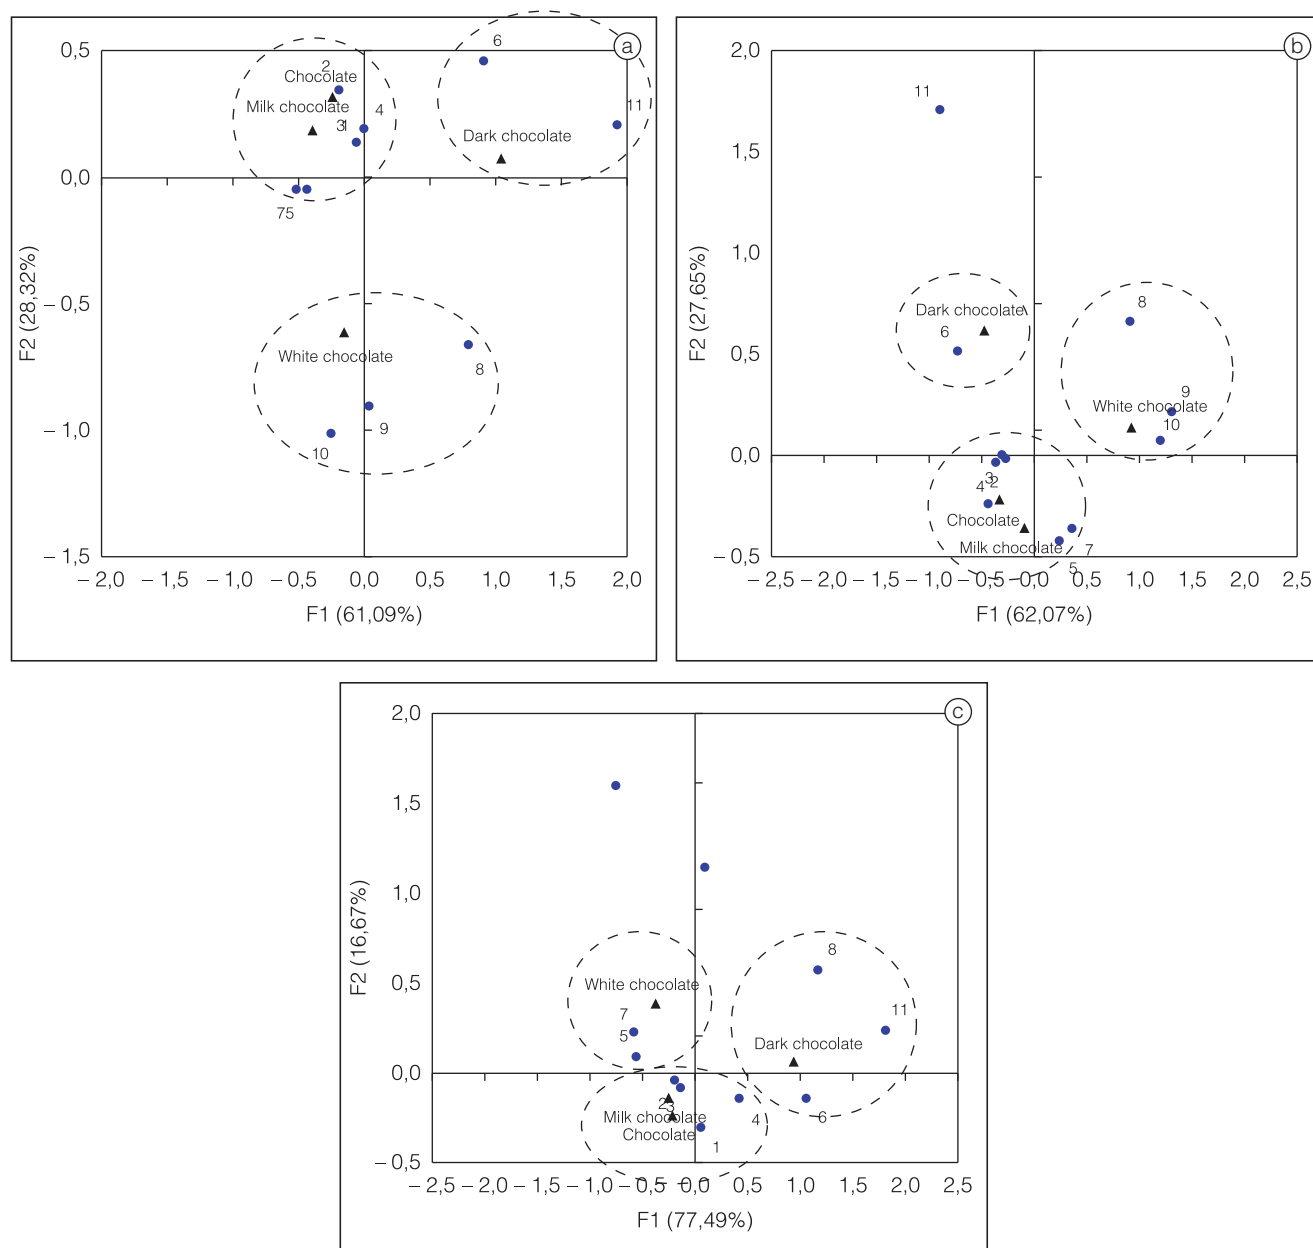 a
0,5
0,0
– 0,5
– 1,0
– 1,5
F2 (28,32%)
2
Chocolate
Milk chocolate
4
31
75
6
11
Dark chocolate
White chocolate
8
9
10
– 2,0 – 1,5 – 1,0 – 0,5 0,0 0,5 1,0 1,5 2,0
F1 (61,09%)
b
2,0
1,5
1,0
0,5
0,0
– 0,5
F2 (27,65%)
11
Dark chocolate
6
8
9
White chocolate
10
3
4 2
Chocolate
Milk chocolate
7
5
– 2,5 – 2,0 – 1,5 – 1,0 – 0,5 – 0,0 0,5 1,0 1,5 2,0 2,5
F1 (62,07%)
c
2,0
1,5
1,0
0,5
0,0
– 0,5
F2 (16,67%)
White chocolate
7
5
8
11
Dark chocolate
6
2
3
4
Milk chocolate
Chocolate
1
– 2,5 – 2,0 – 1,5 – 1,0 – 0,5 0,0 0,5 1,0 1,5 2,0 2,5
F1 (77,49%)